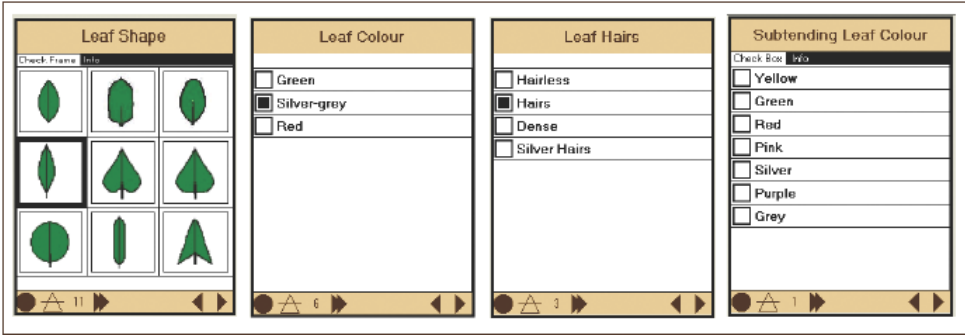 Leaf Shape
Check Frame Info
11
Leaf Colour
Green
Silver-grey
Red
6
Leaf Hairs
Hairless
Hairs
Dense
Silver Hairs
3
Subtending Leaf Colour
Check Box Info
Yellow
Green
Red
Pink
Silver
Purple
Grey
1